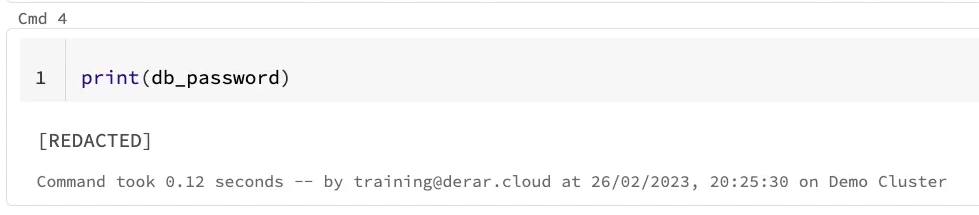 Cmd 4
1 print(db_password)
[REDACTED]
Command took 0.12 seconds -- by training@derar.cloud at 26/02/2023, 20:25:30 on Demo Cluster